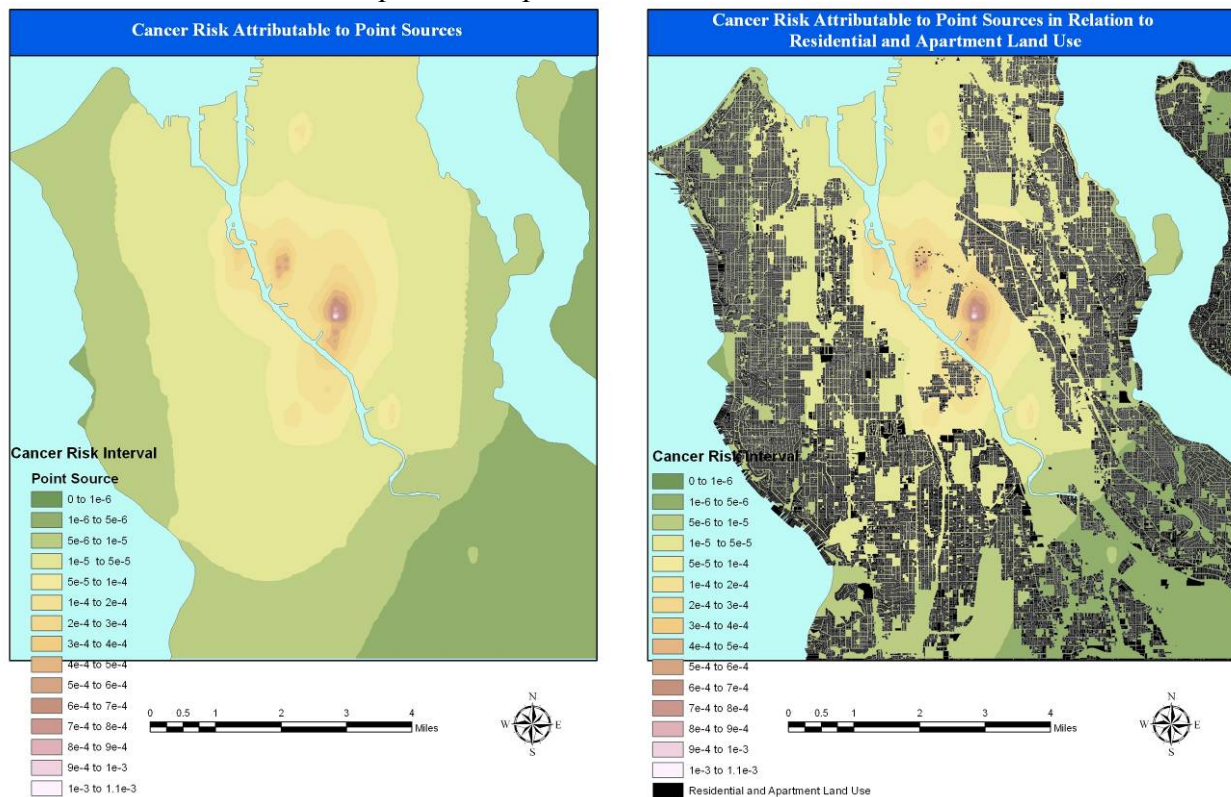 Cancer Risk Attributable to Point Sources
Cancer Risk Interval
Point Source
0 to 1e-6
1e-6 to 5e-6
5e-6 to 1e-5
1e-5 to 5e-5
5e-5 to 1e-4
1e-4 to 2e-4
2e-4 to 3e-4
3e-4 to 4e-4
4e-4 to 5e-4
5e-4 to 6e-4
6e-4 to 7e-4
7e-4 to 8e-4
8e-4 to 9e-4
9e-4 to 1e-3
1e-3 to 1.1e-3
0 0.5 1 2 3 4
Miles
N
W E
S
Cancer Risk Attributable to Point Sources in Relation to
Residential and Apartment Land Use
Cancer Risk Interval
0 to 1e-6
1e-6 to 5e-6
5e-6 to 1e-5
1e-5 to 5e-5
5e-5 to 1e-4
1e-4 to 2e-4
2e-4 to 3e-4
3e-4 to 4e-4
4e-4 to 5e-4
5e-4 to 6e-4
6e-4 to 7e-4
7e-4 to 8e-4
8e-4 to 9e-4
9e-4 to 1e-3
1e-3 to 1.1e-3
Residential and Apartment Land Use
0 0.5 1 2 3 4
Miles
N
W E
S